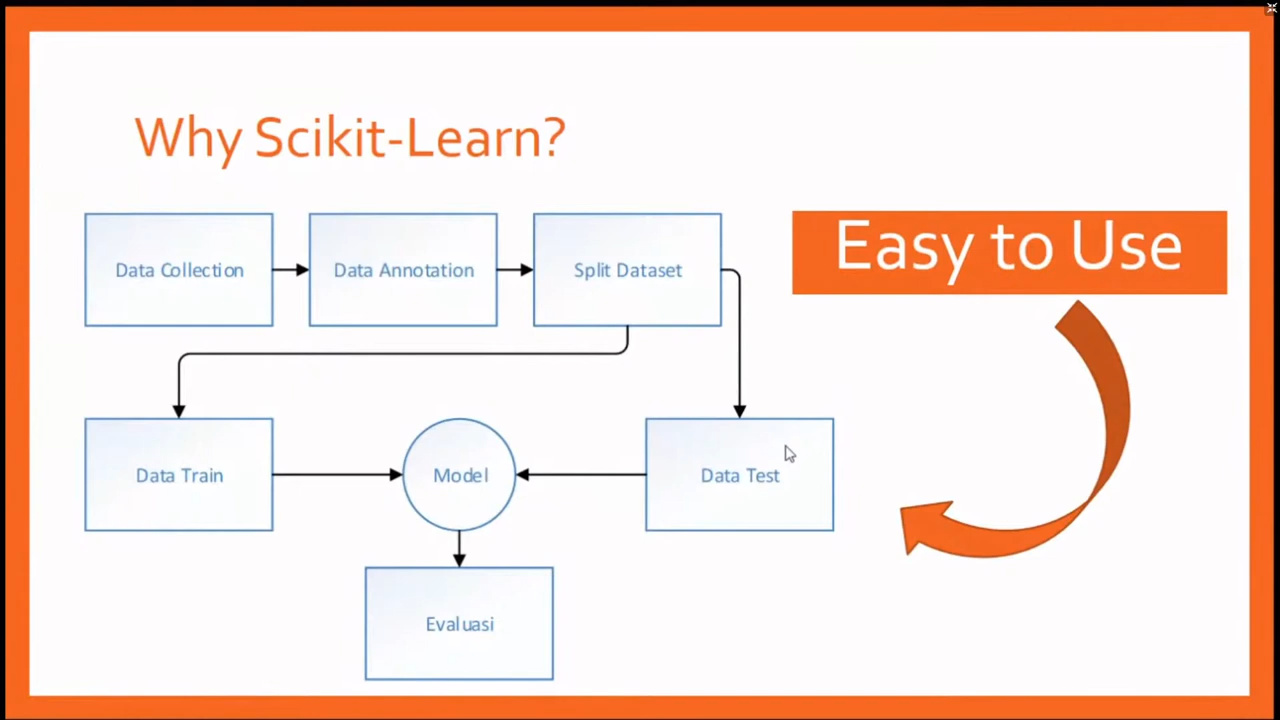 Why Scikit-Learn?
Easy to Use
Data Collection
Data Annotation
Split Dataset
Data Train
Model
Data Test
Evaluasi